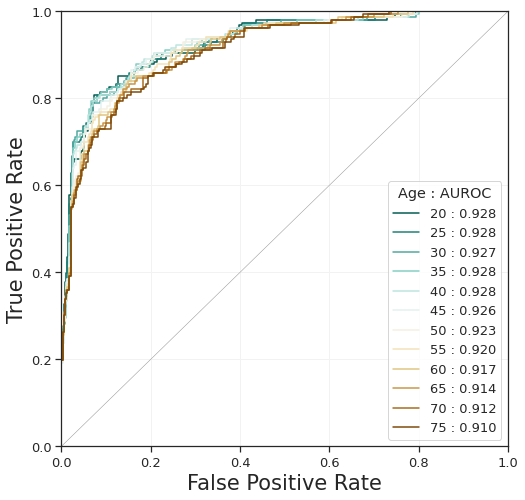 1.0
0.8
0.6
0.4
0.2
0.0
True Positive Rate
0.0 0.2 0.4 0.6 0.8 1.0
False Positive Rate
Age : AUROC
20 : 0.928
25 : 0.928
30 : 0.927
35 : 0.928
40 : 0.928
45 : 0.926
50 : 0.923
55 : 0.920
60 : 0.917
65 : 0.914
70 : 0.912
75 : 0.910